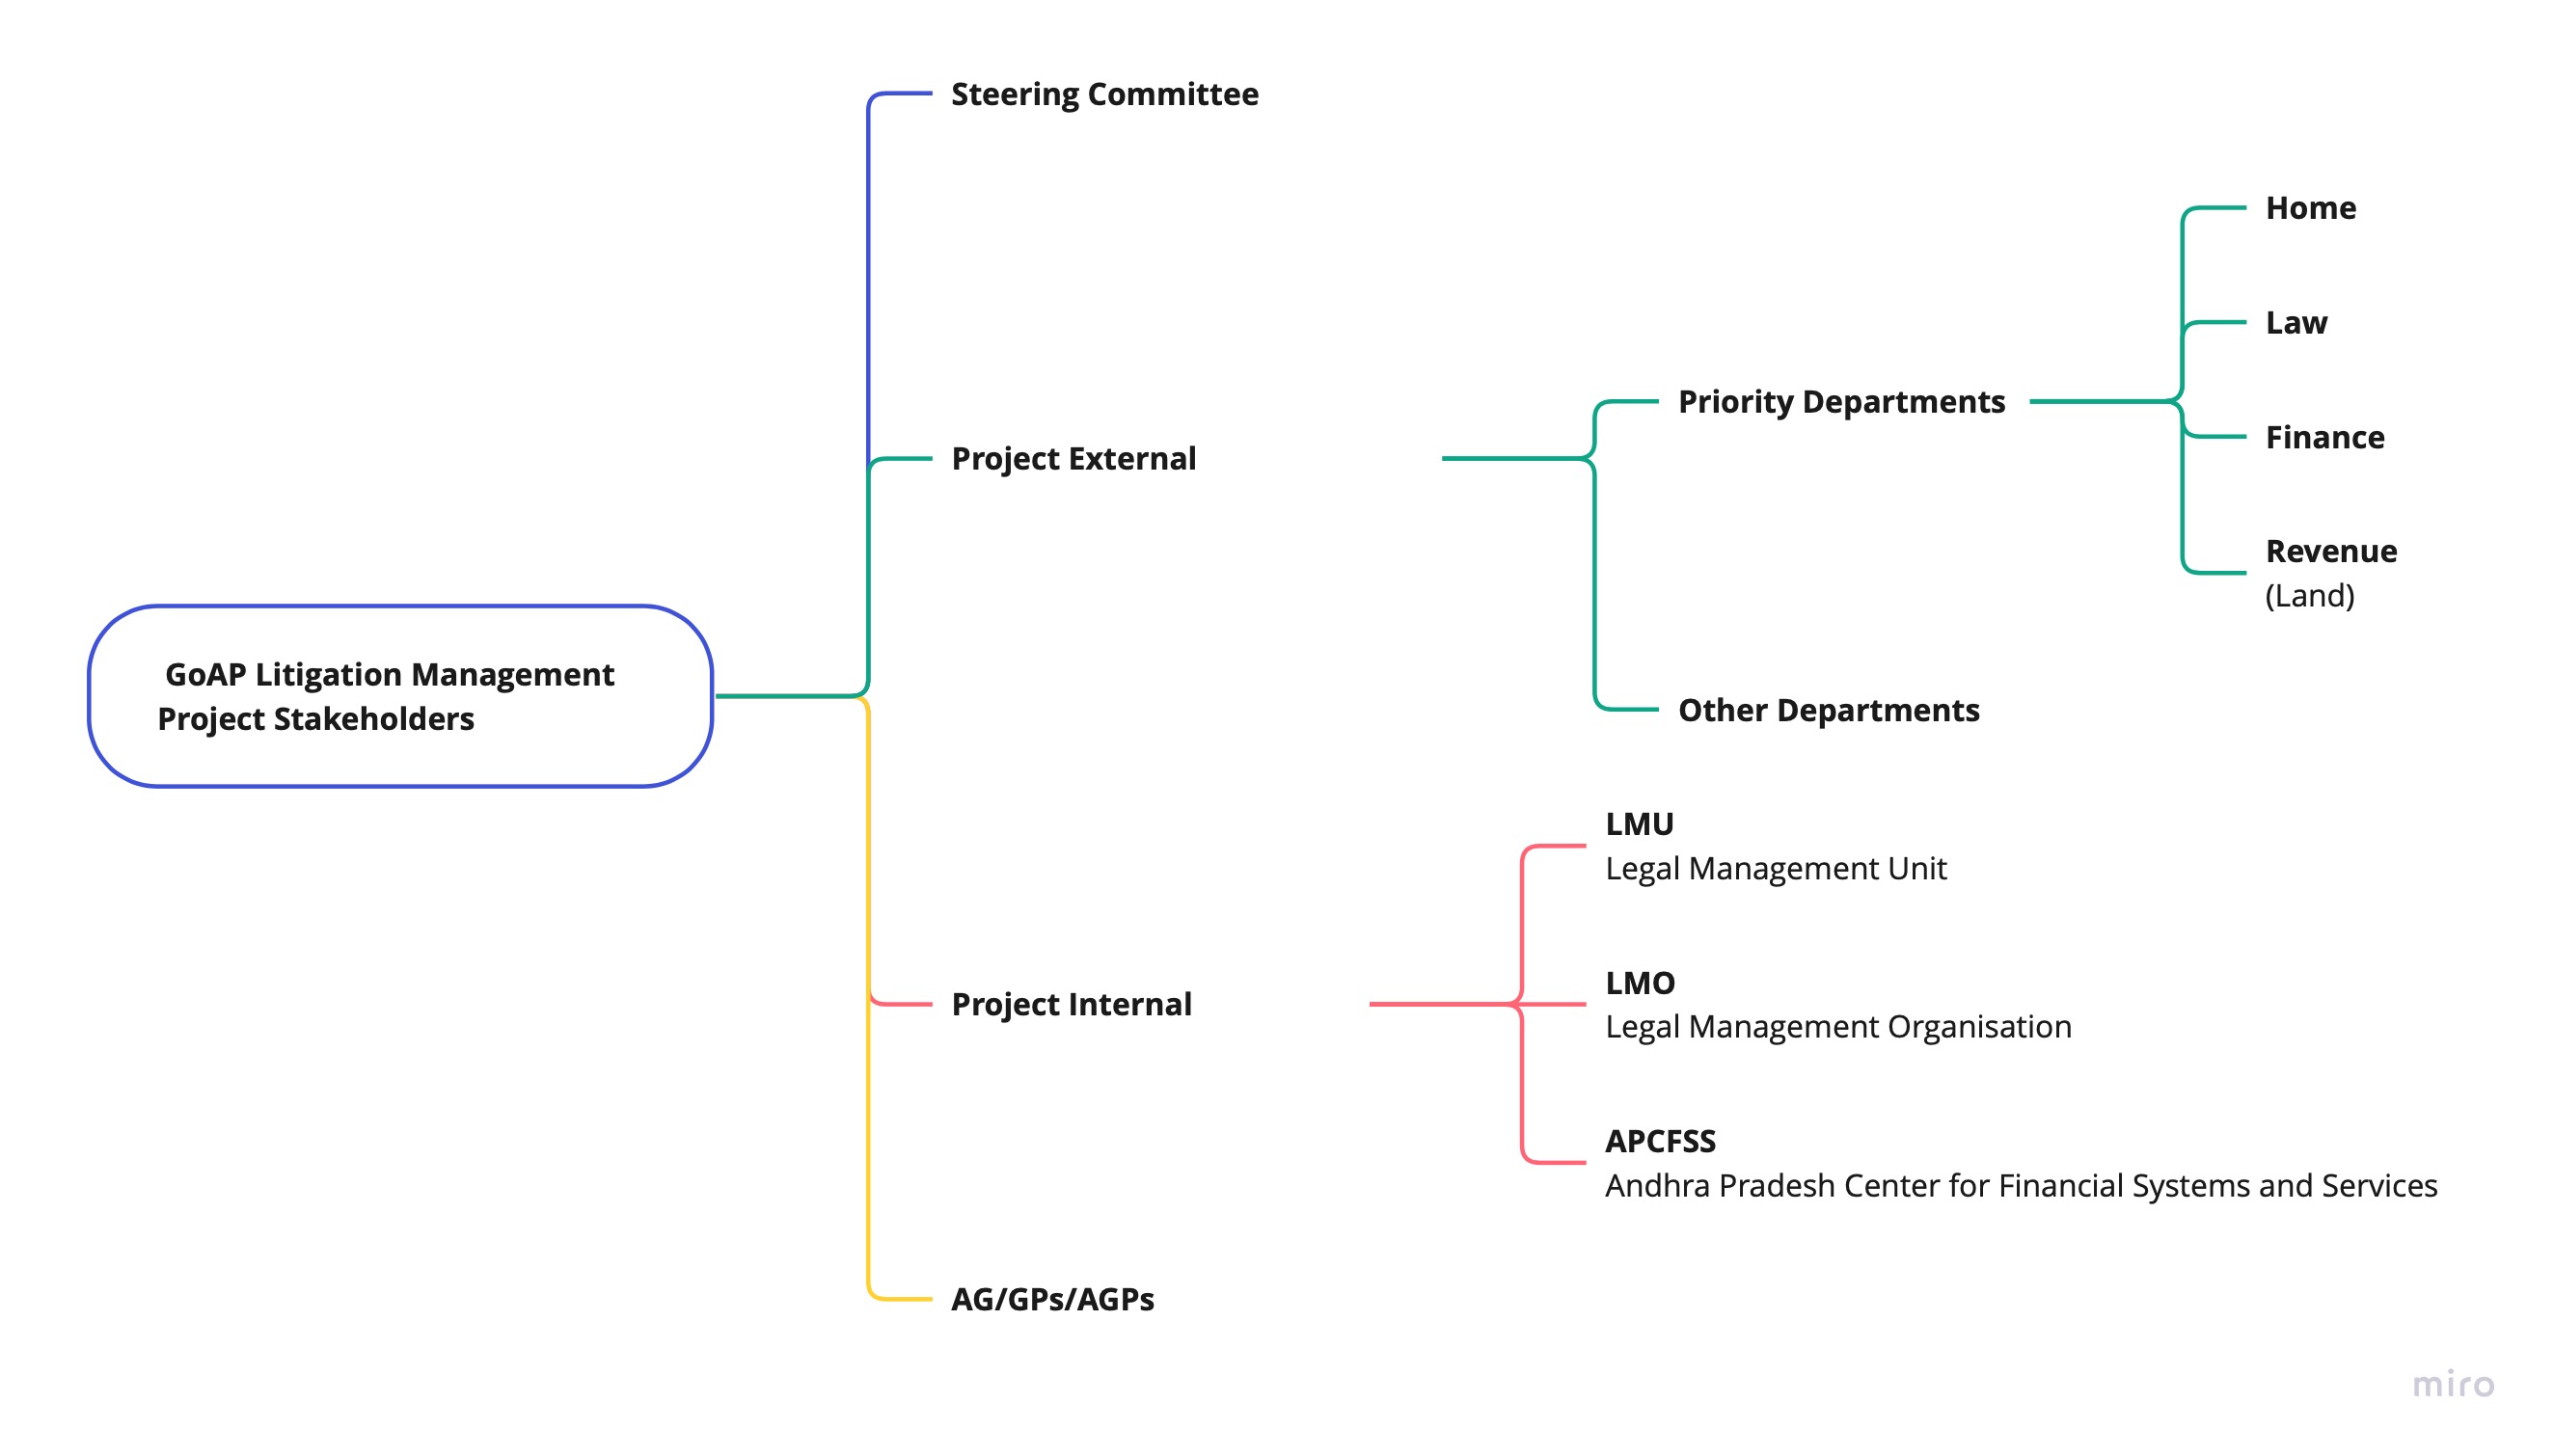 Steering Committee
Home
Law
Priority Departments
Finance
Project External
Revenue
(Land)
GoAP Litigation Management
Project Stakeholders
Other Departments
LMU
Legal Management Unit
LMO
Project Internal
Legal Management Organisation
APCFSS
Andhra Pradesh Center for Financial Systems and Services
AG/GPs/AGPs
miro